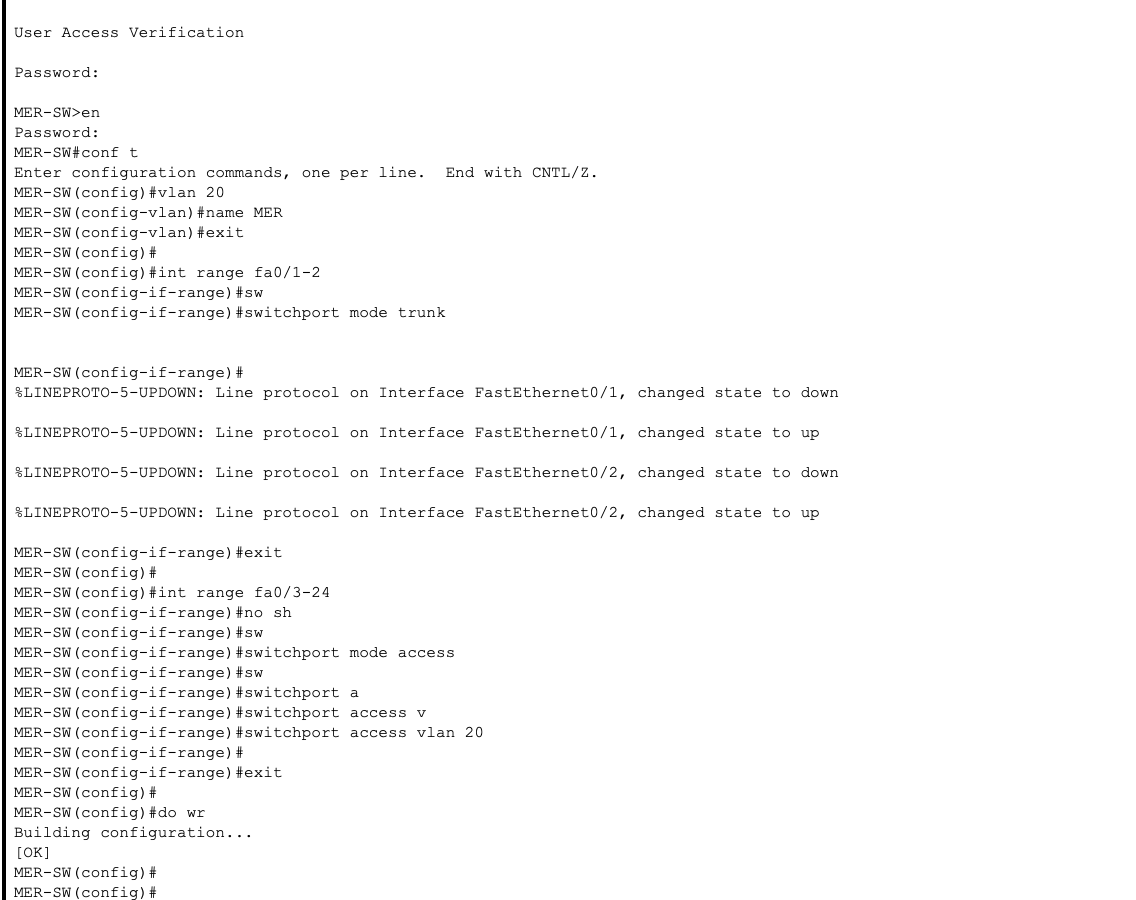 User Access Verification
Password:
MER-SW>en
Password:
MER-SW#conf t
Enter configuration commands, one per line.  End with CNTL/Z.
MER-SW(config)#vlan 20
MER-SW(config-vlan)#name MER
MER-SW(config-vlan)#exit
MER-SW(config)#
MER-SW(config)#int range fa0/1-2
MER-SW(config-if-range)#sw
MER-SW(config-if-range)#switchport mode trunk
MER-SW(config-if-range)#
%LINEPROTO-5-UPDOWN: Line protocol on Interface FastEthernet0/1, changed state to down
%LINEPROTO-5-UPDOWN: Line protocol on Interface FastEthernet0/1, changed state to up
%LINEPROTO-5-UPDOWN: Line protocol on Interface FastEthernet0/2, changed state to down
%LINEPROTO-5-UPDOWN: Line protocol on Interface FastEthernet0/2, changed state to up
MER-SW(config-if-range)#exit
MER-SW(config)#
MER-SW(config)#int range fa0/3-24
MER-SW(config-if-range)#no sh
MER-SW(config-if-range)#sw
MER-SW(config-if-range)#switchport mode access
MER-SW(config-if-range)#sw
MER-SW(config-if-range)#switchport a
MER-SW(config-if-range)#switchport access v
MER-SW(config-if-range)#switchport access vlan 20
MER-SW(config-if-range)#
MER-SW(config-if-range)#exit
MER-SW(config)#
MER-SW(config)#do wr
Building configuration...
[OK]
MER-SW(config)#
MER-SW(config)#